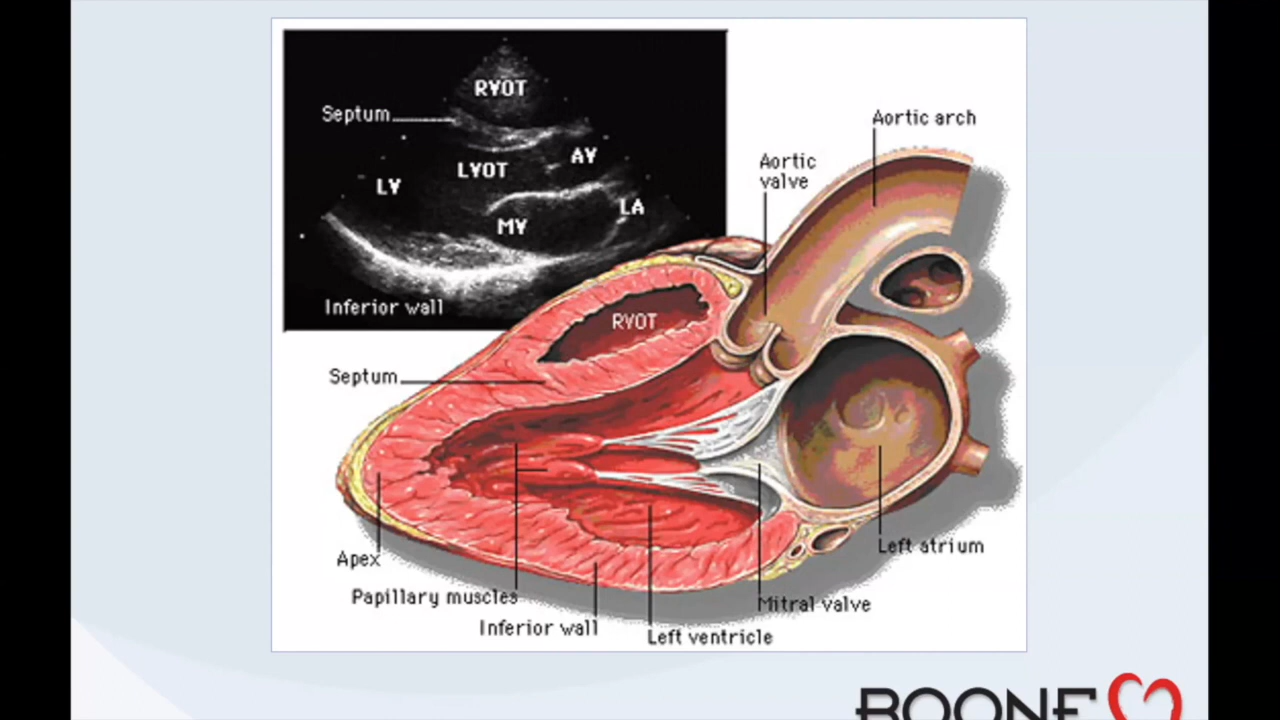 RVOT
Septum
AV
LVOT
LV
LA
MV
Inferior wall
Aortic arch
Aortic
valve
RVOT
Septum
Apex
Left atrium
Papillary muscles
Mitral valve
Inferior wall
Left ventricle
BOONE